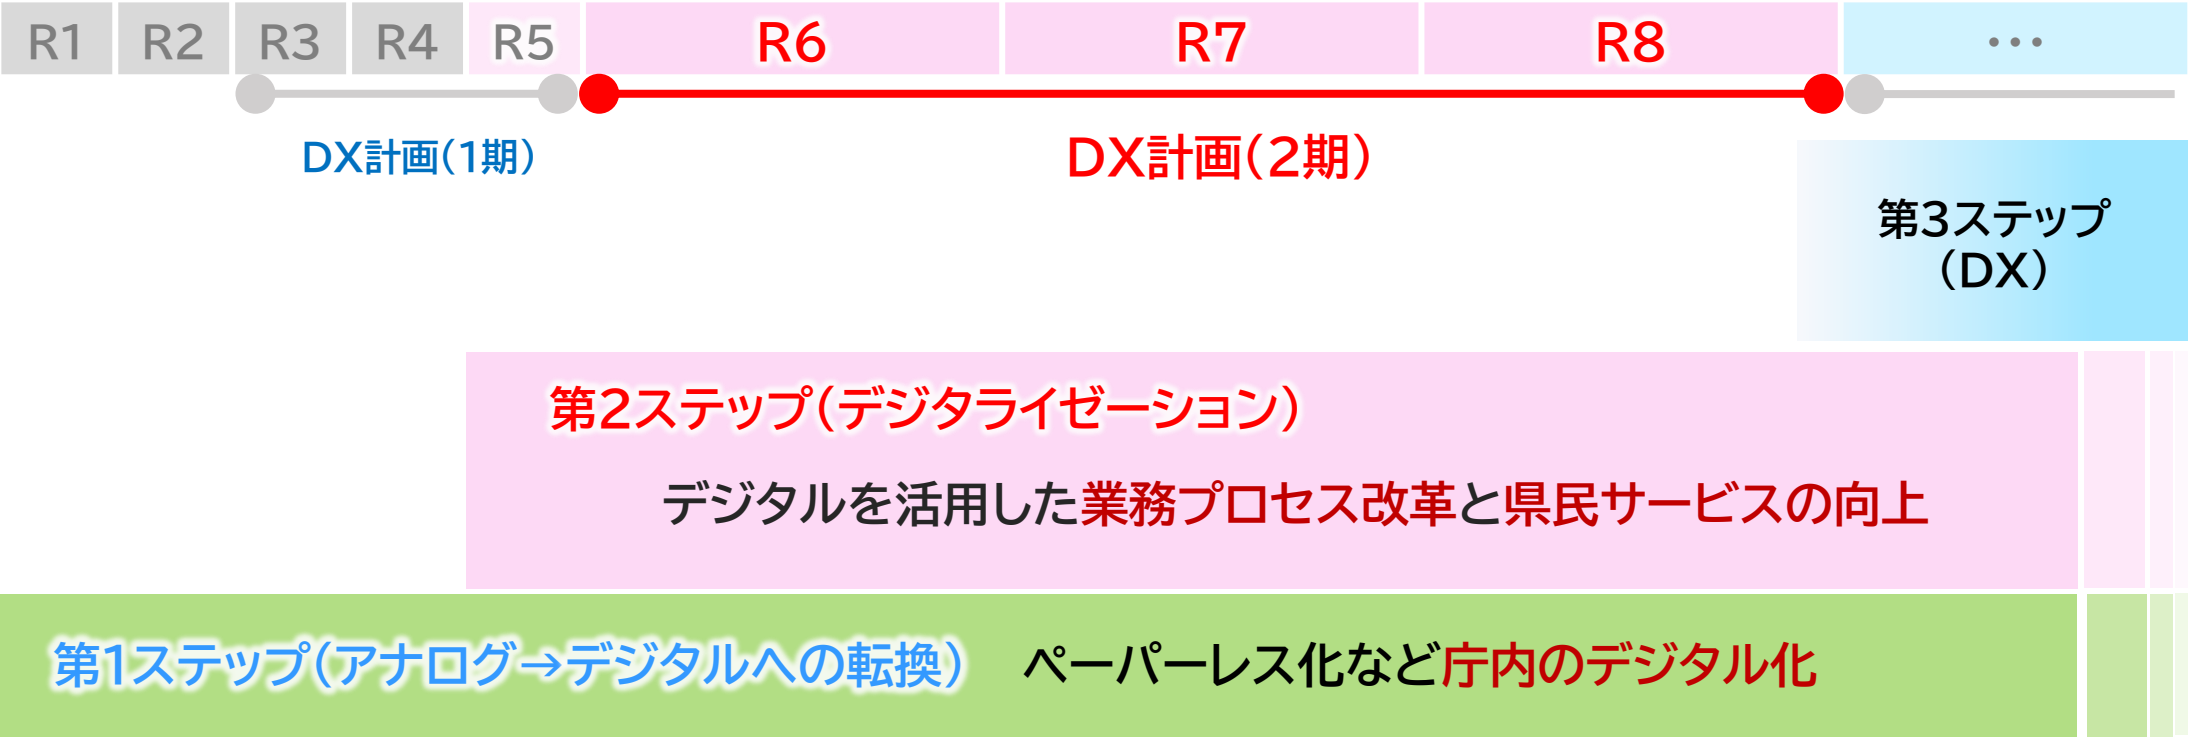 R1 R2 R3 R4 R5 R6 R7 R8 ・・・
DX計画(1期)
DX計画(2期)
第3ステップ
(DX)
第2ステップ(デジタライゼーション)
デジタルを活用した業務プロセス改革と県民サービスの向上
第1ステップ(アナログ→デジタルへの転換) ペーパーレス化など庁内のデジタル化